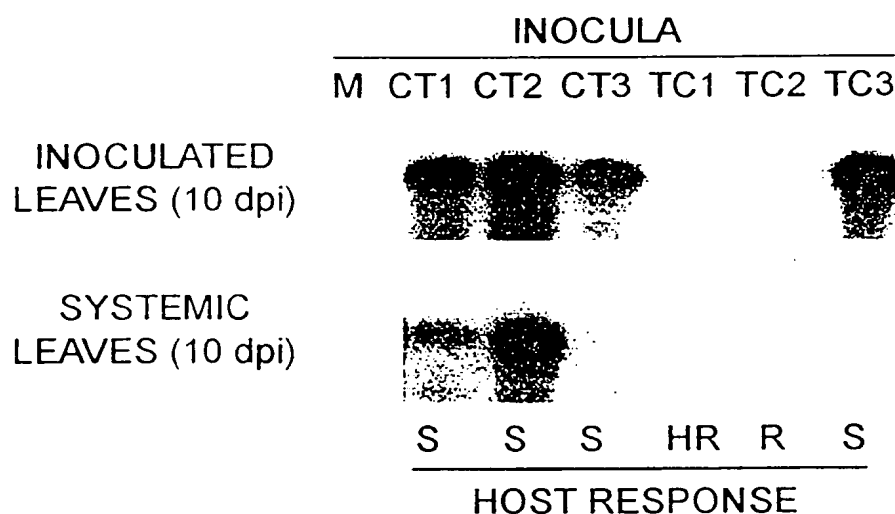 INOCULA
M CT1 CT2 CT3 TC1 TC2 TC3
INOCULATED
LEAVES (10 dpi)
SYSTEMIC
LEAVES (10 dpi)
S S S HR R S
HOST RESPONSE